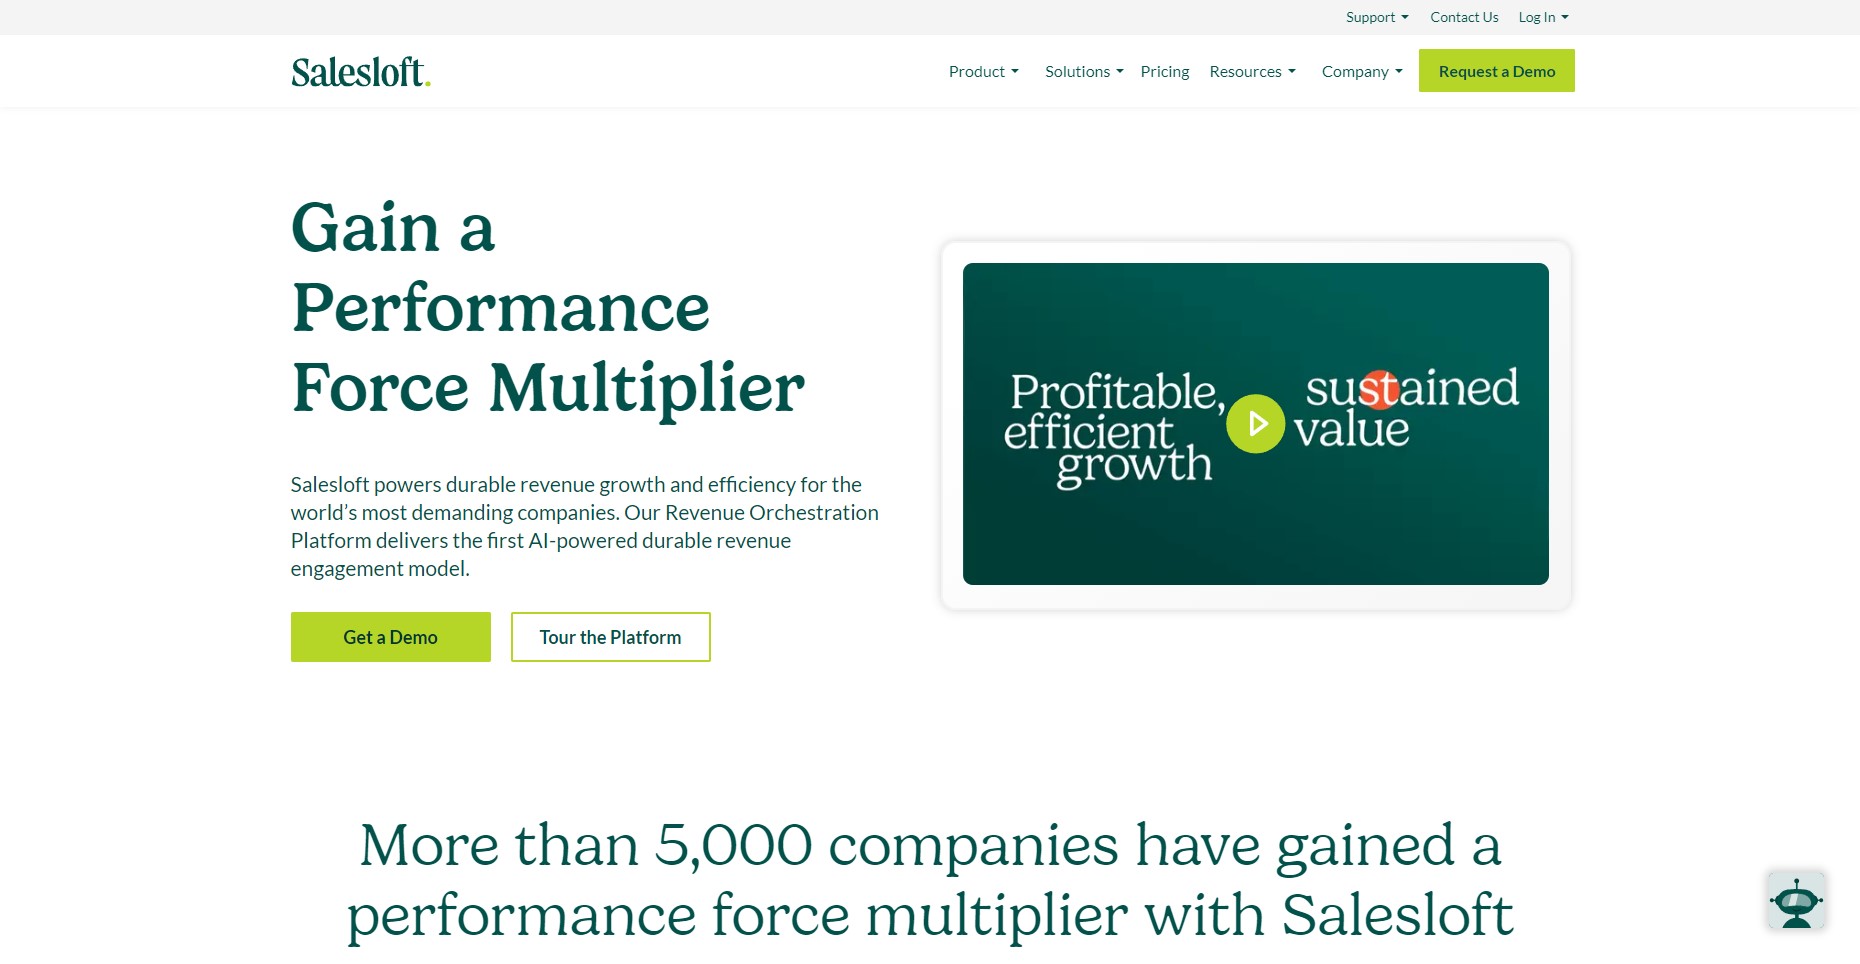 Support Contact Us Log In
Salesloft.
Product Solutions Pricing Resources Company Request a Demo
Gain a
Performance
Force Multiplier
Salesloft powers durable revenue growth and efficiency for the
world’s most demanding companies. Our Revenue Orchestration
Platform delivers the first AI-powered durable revenue
engagement model.
Get a Demo Tour the Platform
Profitable,
efficient
growth
sustained
value
More than 5,000 companies have gained a
performance force multiplier with Salesloft